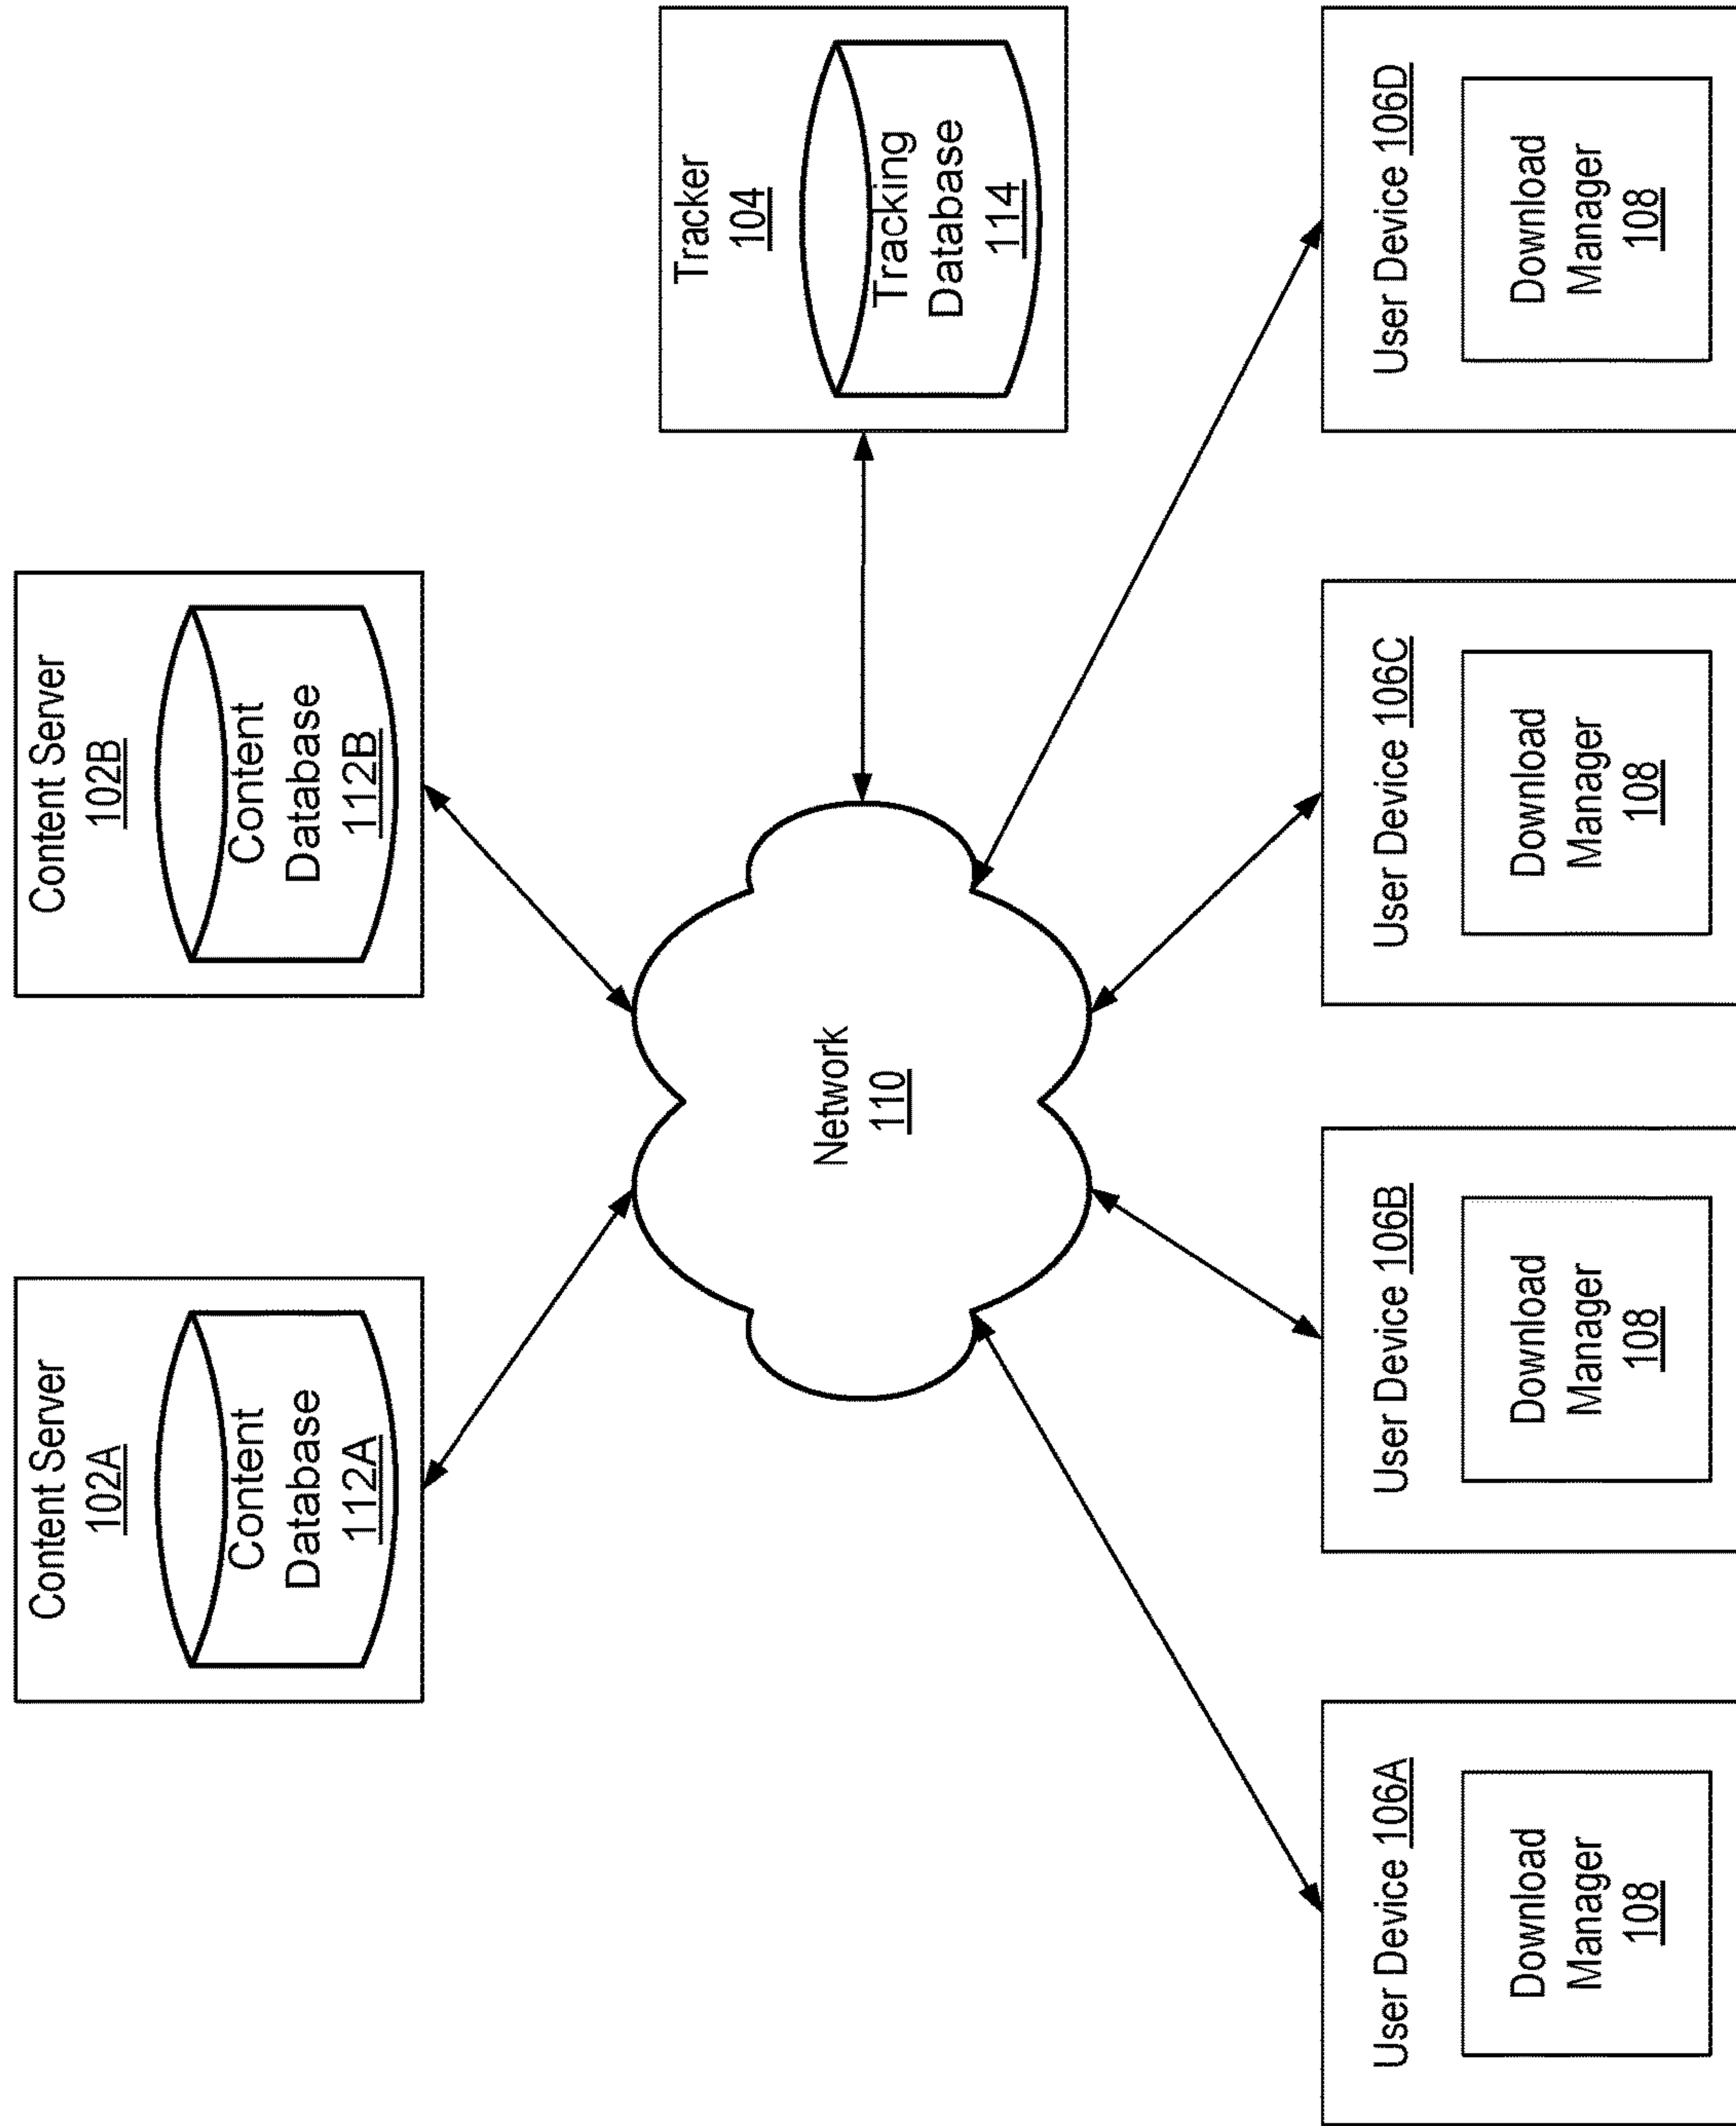 Content Server
102A
Content
Database
112A
Content Server
102B
Content
Database
112B
Tracker
104
Tracking
Database
114
Network
110
User Device 106A
Download
Manager
108
User Device 106B
Download
Manager
108
User Device 106C
Download
Manager
108
User Device 106D
Download
Manager
108